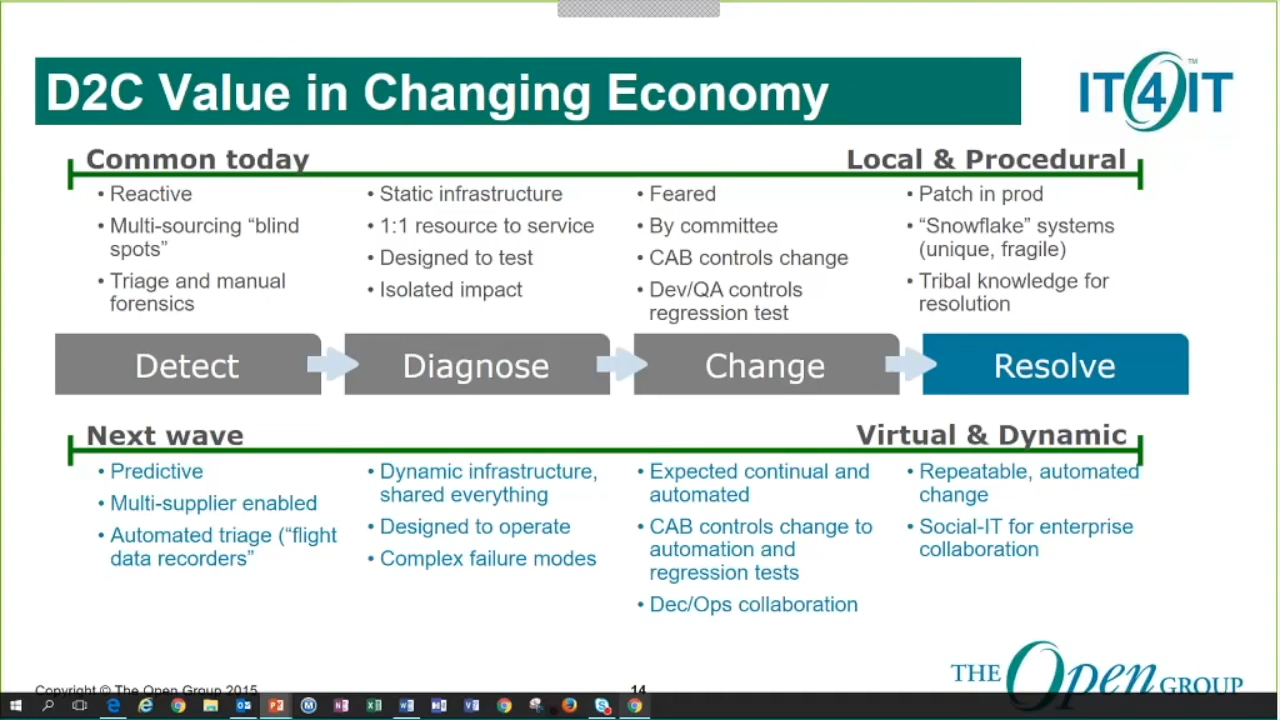 D2C Value in Changing Economy
IT4IT™
Common today
Local & Procedural
• Reactive
• Multi-sourcing “blind
spots”
• Triage and manual
forensics
• Static infrastructure
• 1:1 resource to service
• Designed to test
• Isolated impact
• Feared
• By committee
• CAB controls change
• Dev/QA controls
regression test
• Patch in prod
• “Snowflake” systems
(unique, fragile)
• Tribal knowledge for
resolution
Detect
Diagnose
Change
Resolve
Next wave
Virtual & Dynamic
• Predictive
• Multi-supplier enabled
• Automated triage (“flight
data recorders”
• Dynamic infrastructure,
shared everything
• Designed to operate
• Complex failure modes
• Expected continual and
automated
• CAB controls change to
automation and
regression tests
• Dec/Ops collaboration
• Repeatable, automated
change
• Social-IT for enterprise
collaboration
Copyright © The Open Group 2015
14
THE Open GROUP